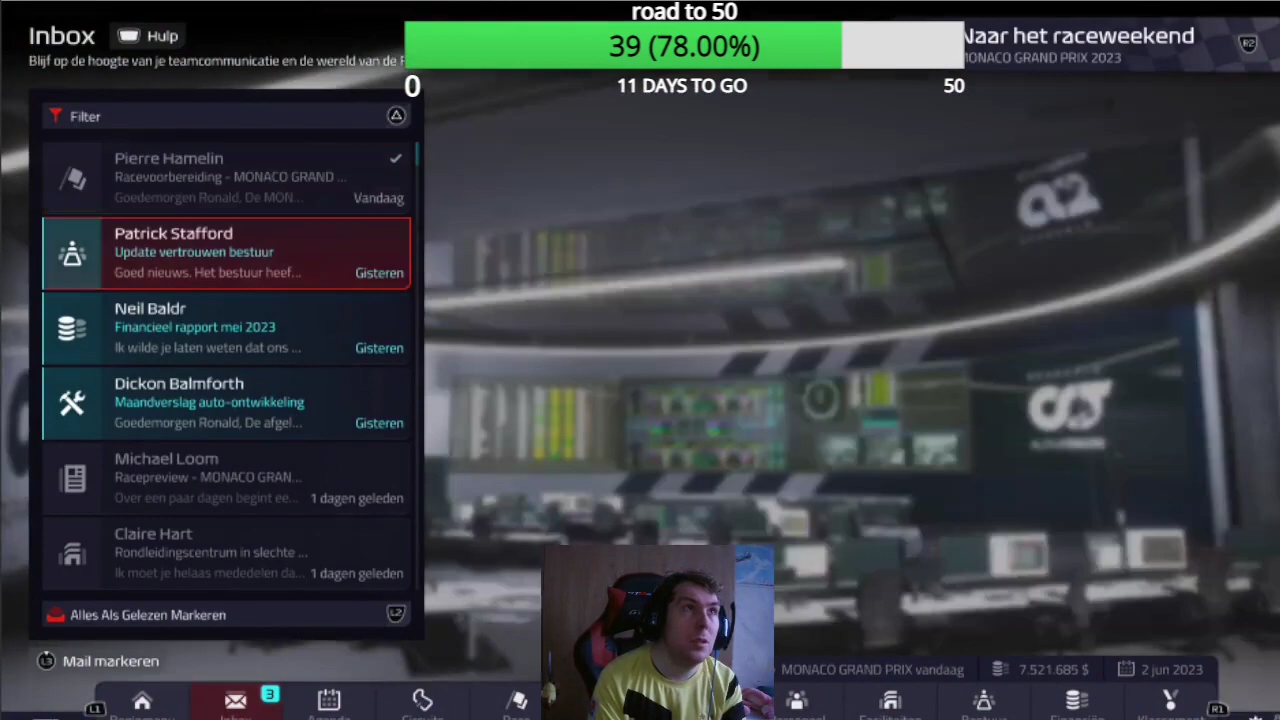 road to 50
39 (78.00%)
0
11 DAYS TO GO
50
Inbox
Hulp
Blijf op de hoogte van je teamcommunicatie en de wereld van de
Naar het raceweekend
R2
MONACO GRAND PRIX 2023
Filter
Pierre Hamelin
Racevoorbereiding - MONACO GRAND ...
Goedemorgen Ronald, De MON...
Vandaag
Patrick Stafford
Update vertrouwen bestuur
Goed nieuws. Het bestuur heef...
Gisteren
Neil Baldr
Financieel rapport mei 2023
Ik wilde je laten weten dat ons ...
Gisteren
Dickon Balmforth
Maandverslag auto-ontwikkeling
Goedemorgen Ronald, De afgel...
Gisteren
Michael Loom
Racepreview - MONACO GRAN...
Over een paar dagen begint ee...
1 dagen geleden
Claire Hart
Rondleidingscentrum in slechte ...
Ik moet je helaas mededelen da...
1 dagen geleden
Alles Als Gelezen Markeren
L2
L3
Mail markeren
MONACO GRAND PRIX vandaag
7.521.685 $
2 jun 2023
L1
3
R1